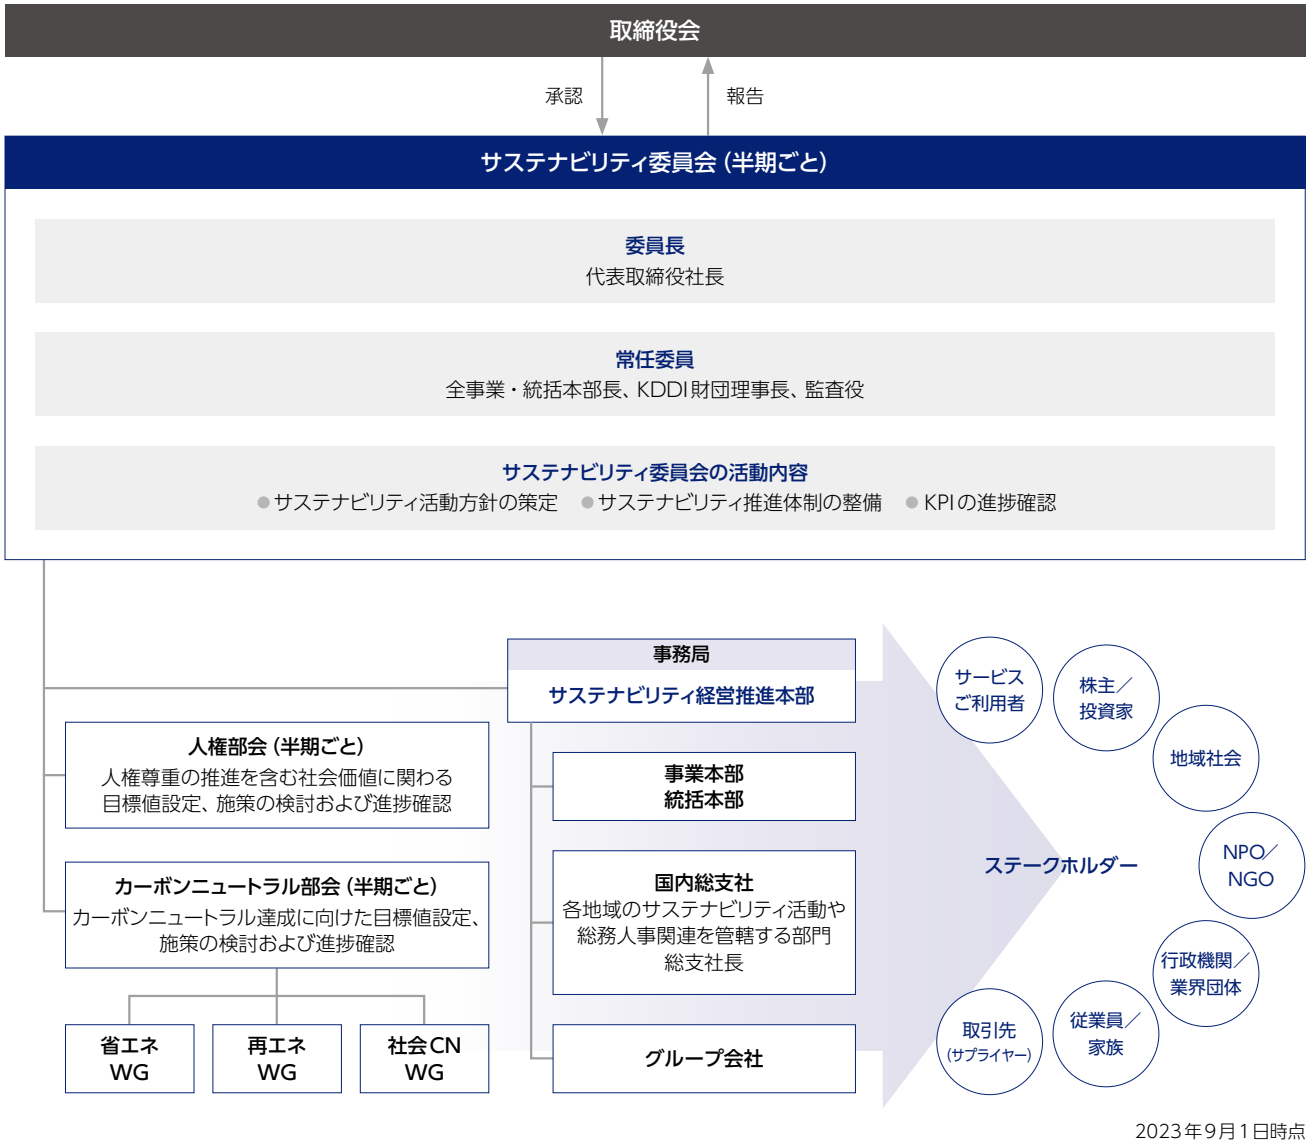 取締役会
承認
報告
サステナビリティ委員会（半期ごと）
委員長
代表取締役社長
常任委員
全事業・統括本部長、KDDI財団理事長、監査役
サステナビリティ委員会の活動内容
●サステナビリティ活動方針の策定 ●サステナビリティ推進体制の整備 ●KPIの進捗確認
事務局
サステナビリティ経営推進本部
人権部会（半期ごと）
人権尊重の推進を含む社会価値に関わる
目標値設定、施策の検討および進捗確認
カーボンニュートラル部会（半期ごと）
カーボンニュートラル達成に向けた目標値設定、
施策の検討および進捗確認
省エネ
WG
再エネ
WG
社会CN
WG
事業本部
統括本部
国内総支社
各地域のサステナビリティ活動や
総務人事関連を管轄する部門
総支社長
グループ会社
ステークホルダー
サービス
ご利用者
株主／
投資家
地域社会
NPO／
NGO
行政機関／
業界団体
従業員／
家族
取引先
(サプライヤー)
2023年9月1日時点